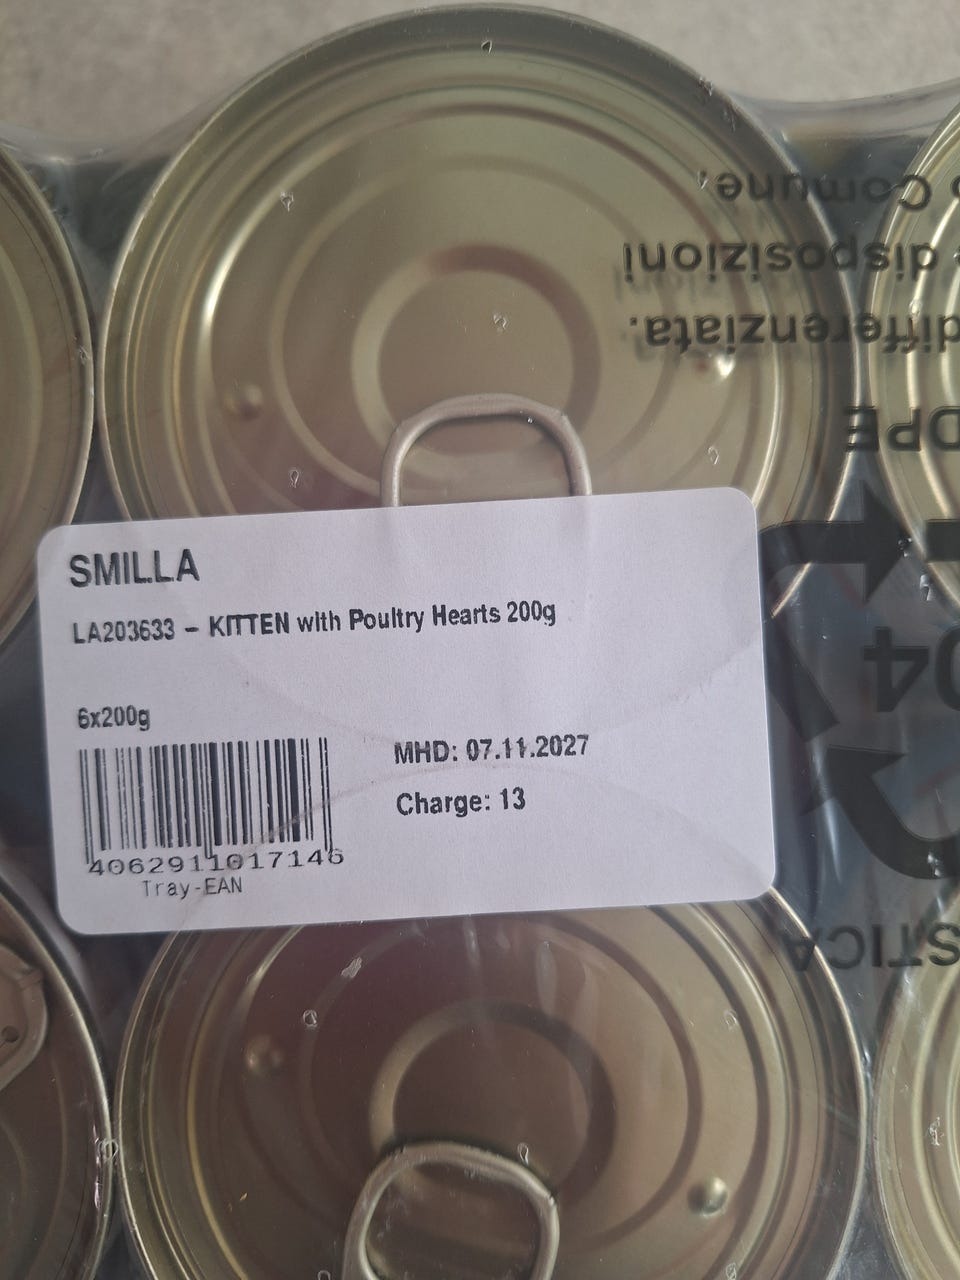 SMILLA
LA203633 – KITTEN with Poultry Hearts 200g
6x200g
MHD: 07.11.2027
Charge: 13
4062911017146
Tray-EAN
differenziata.
disposizioni
Comune.
04